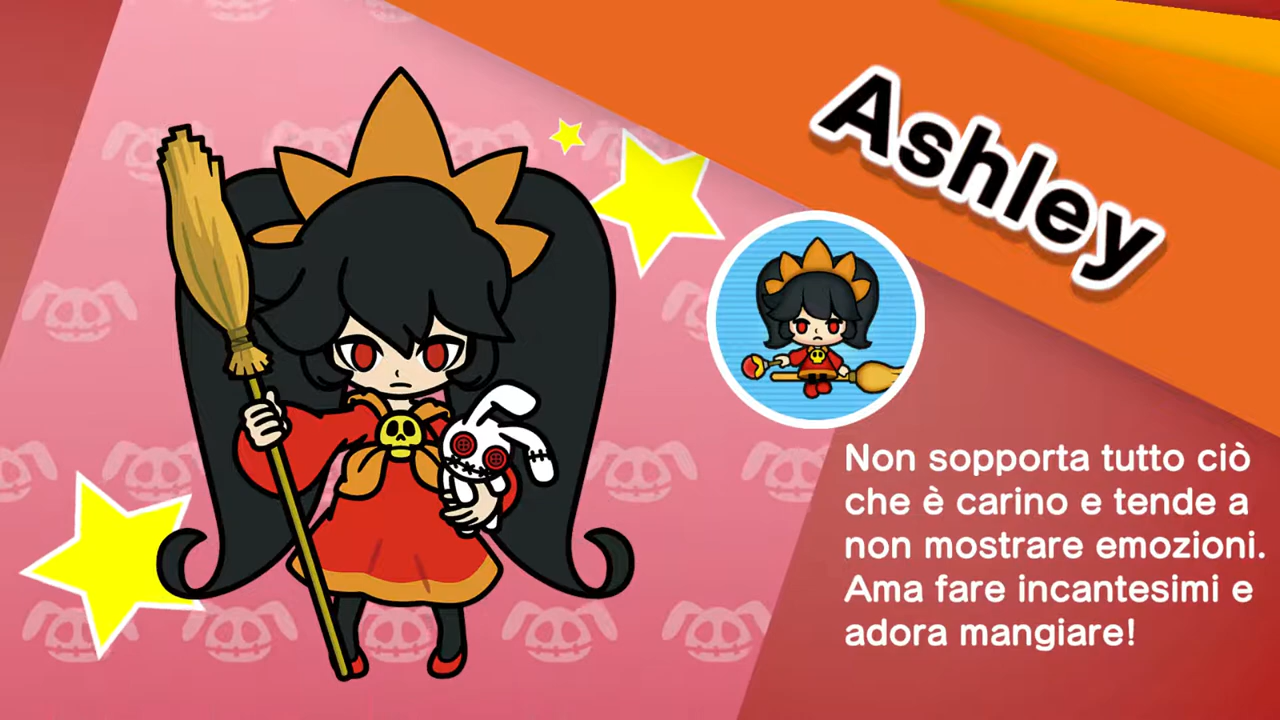 Ashley
Non sopporta tutto ciò
che è carino e tende a
non mostrare emozioni.
Ama fare incantesimi e
adora mangiare!